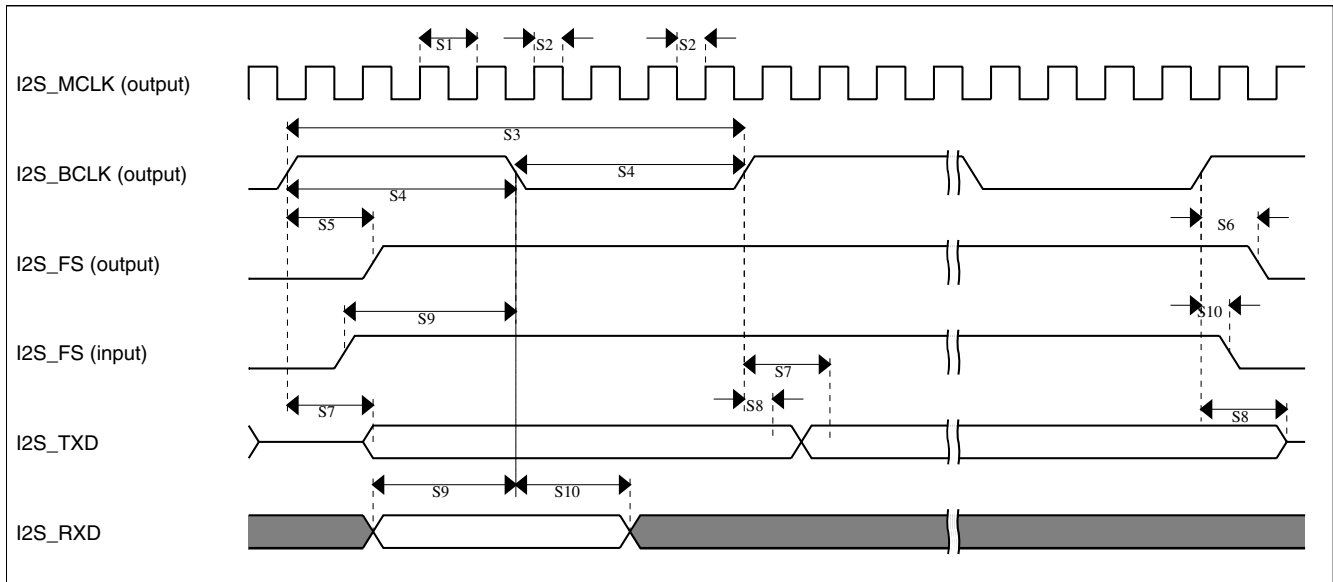 S1
S2
S2
I2S_MCLK (output)
S3
I2S_BCLK (output)
S4
S4
S5
S6
I2S_FS (output)
S9
S10
I2S_FS (input)
S7
S8
S7
S8
I2S_TXD
S9
S10
I2S_RXD